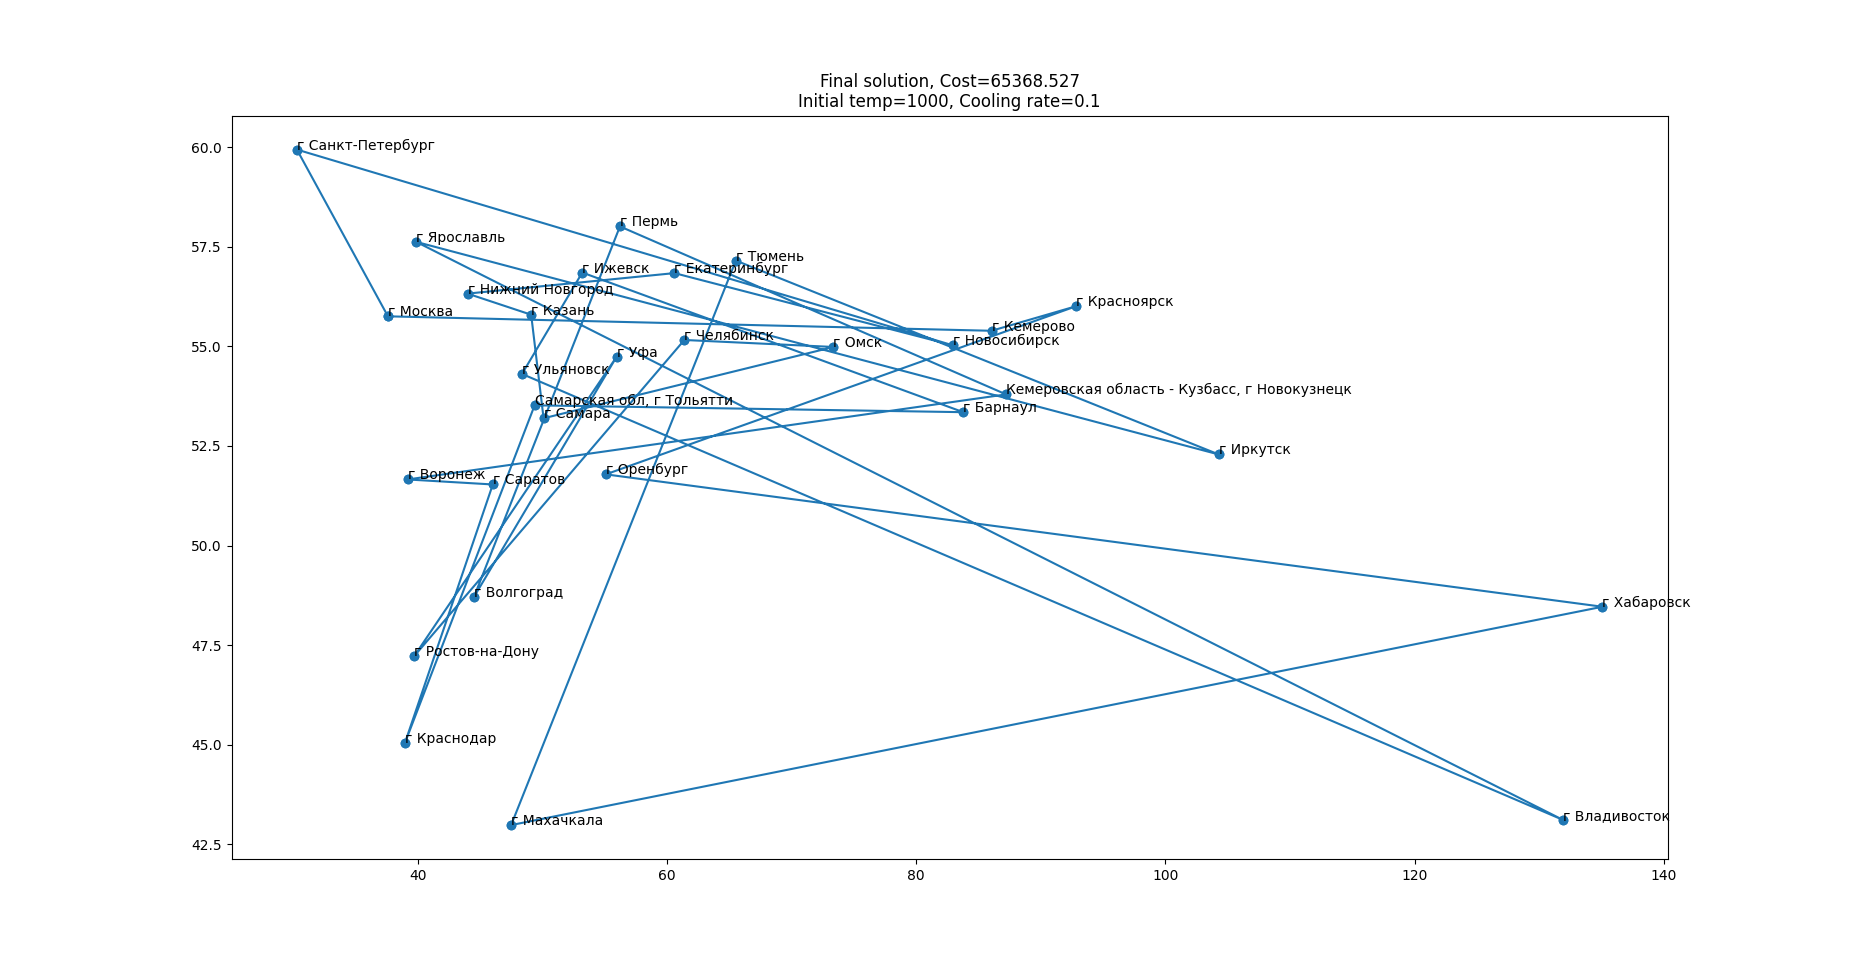 Final solution, Cost=65368.527
Initial temp=1000, Cooling rate=0.1
60.0
57.5
55.0
52.5
50.0
47.5
45.0
42.5
г Санкт-Петербург
г Пермь
г Ярославль
г Тюмень
г Ижевск
г Екатеринбург
г Нижний Новгород
г Красноярск
г Москва
г Казань
г Кемерово
г Челябинск
г Омск
г Новосибирск
г Уфа
г Ульяновск
Кемеровская область - Кузбасс, г Новокузнецк
Самарская обл, г Тольятти
г Барнаул
г Самара
г Иркутск
г Оренбург
г Воронеж
г Саратов
г Волгоград
г Хабаровск
г Ростов-на-Дону
г Краснодар
г Махачкала
г Владивосток
40
60
80
100
120
140